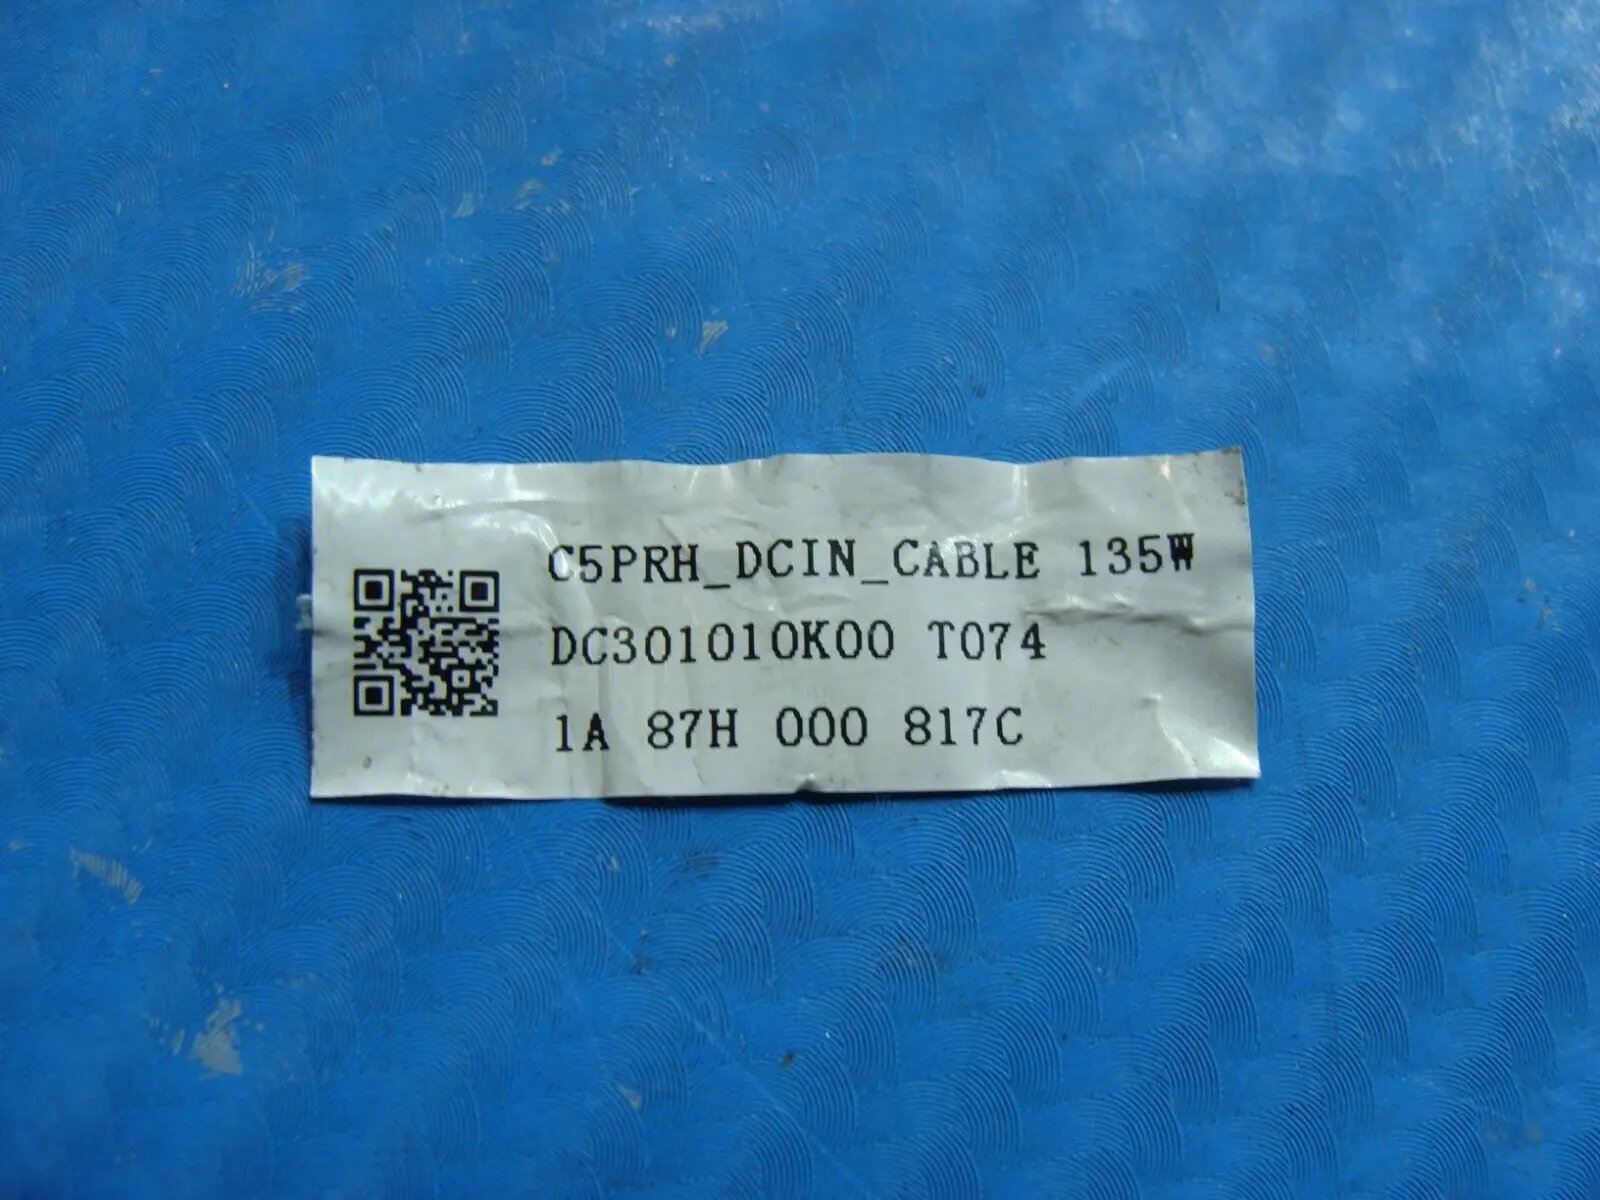 C5PRH_DCIN_CABLE 135W
DC301010K00 T074
1A 87H 000 817C